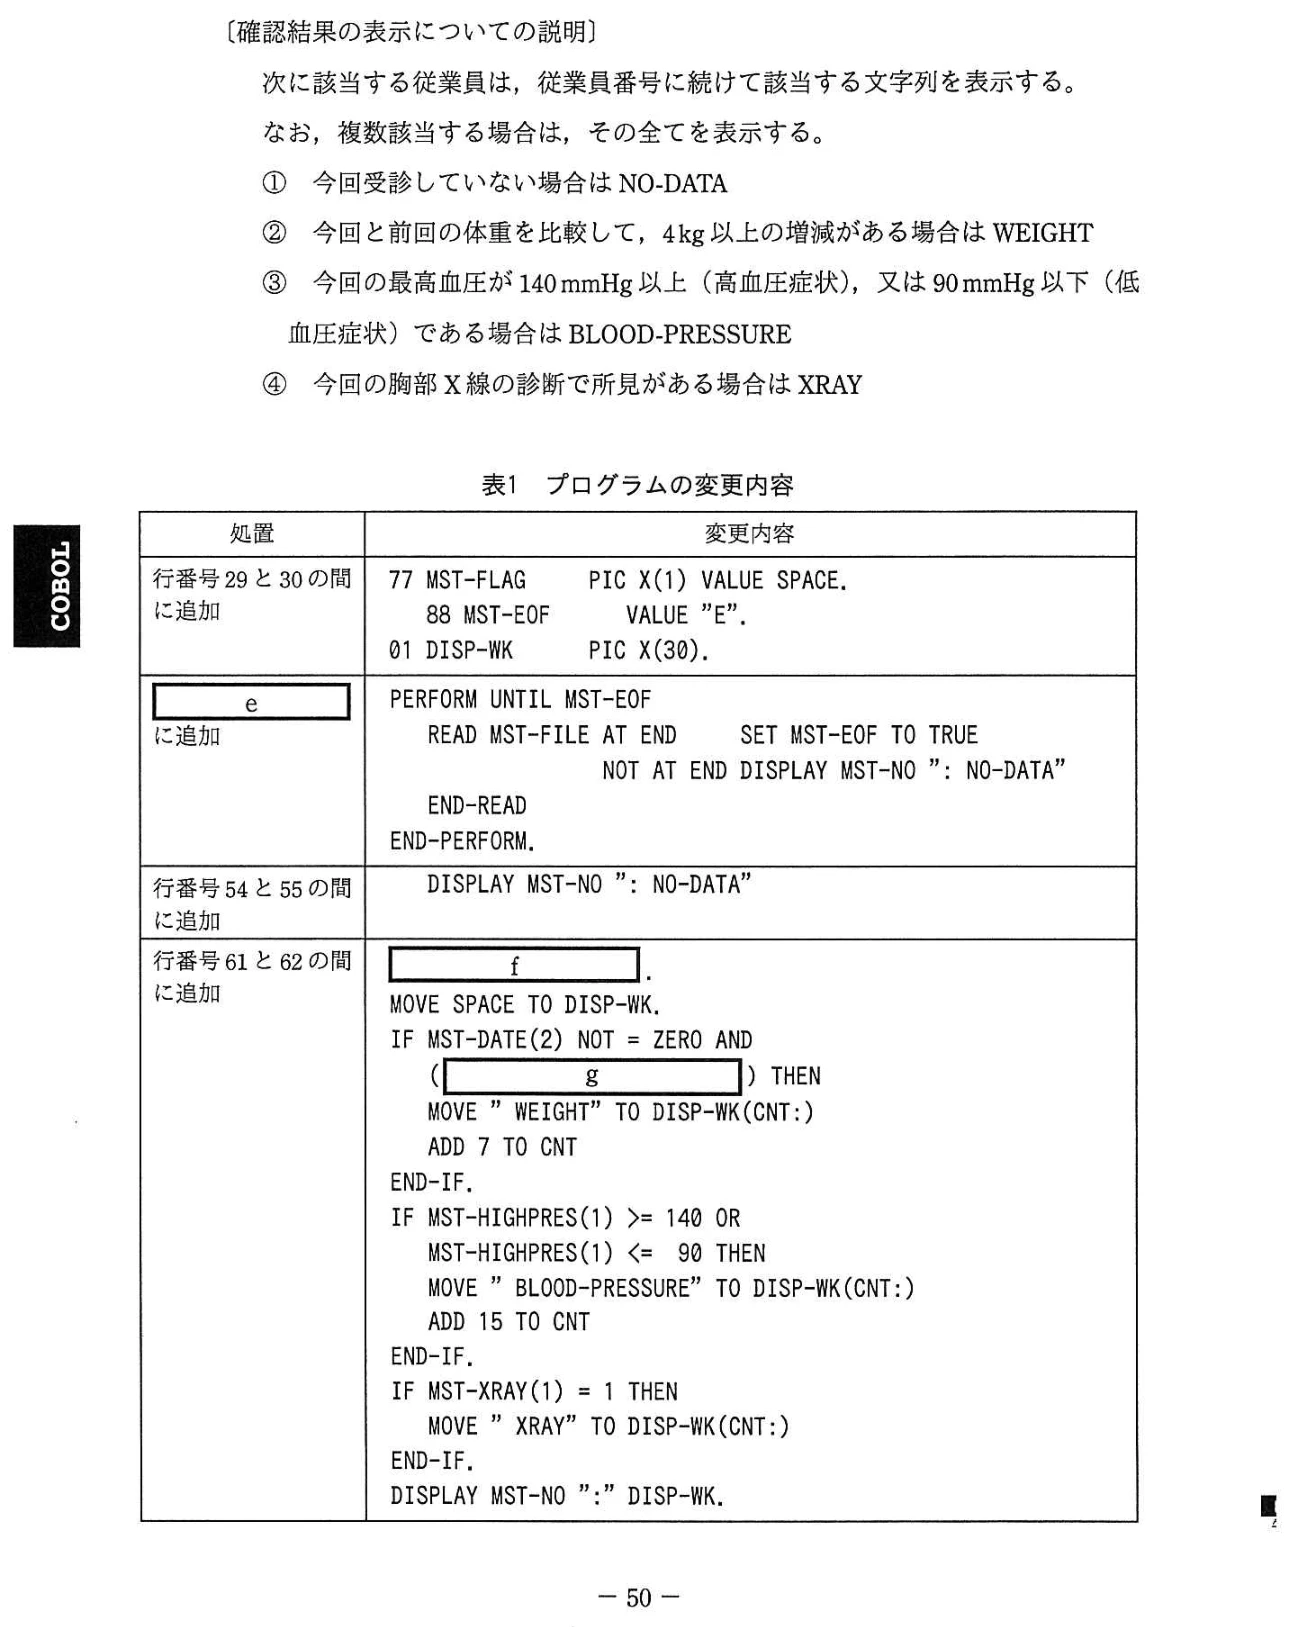 〔確認結果の表示についての説明〕
次に該当する従業員は，従業員番号に続けて該当する文字列を表示する。
なお，複数該当する場合は，その全てを表示する。
① 今回受診していない場合は NO-DATA
② 今回と前回の体重を比較して，4 kg 以上の増減がある場合は WEIGHT
③ 今回の最高血圧が 140 mmHg 以上（高血圧症状），又は 90 mmHg 以下（低
血圧症状）である場合は BLOOD-PRESSURE
④ 今回の胸部 X 線の診断で所見がある場合は XRAY
表1 プログラムの変更内容
COBOL
処置 変更内容
行番号 29 と 30 の間
に追加
77 MST-FLAG PIC X(1) VALUE SPACE.
88 MST-EOF VALUE ”E”.
01 DISP-WK PIC X(30).
e
に追加
PERFORM UNTIL MST-EOF
READ MST-FILE AT END SET MST-EOF TO TRUE
NOT AT END DISPLAY MST-NO ”: NO-DATA”
END-READ
END-PERFORM.
行番号 54 と 55 の間
に追加
DISPLAY MST-NO ”: NO-DATA”
行番号 61 と 62 の間
に追加
f .
MOVE SPACE TO DISP-WK.
IF MST-DATE(2) NOT = ZERO AND
( g ) THEN
MOVE ” WEIGHT” TO DISP-WK(CNT:)
ADD 7 TO CNT
END-IF.
IF MST-HIGHPRES(1) >= 140 OR
MST-HIGHPRES(1) <= 90 THEN
MOVE ” BLOOD-PRESSURE” TO DISP-WK(CNT:)
ADD 15 TO CNT
END-IF.
IF MST-XRAY(1) = 1 THEN
MOVE ” XRAY” TO DISP-WK(CNT:)
END-IF.
DISPLAY MST-NO ”:” DISP-WK.
— 50 —